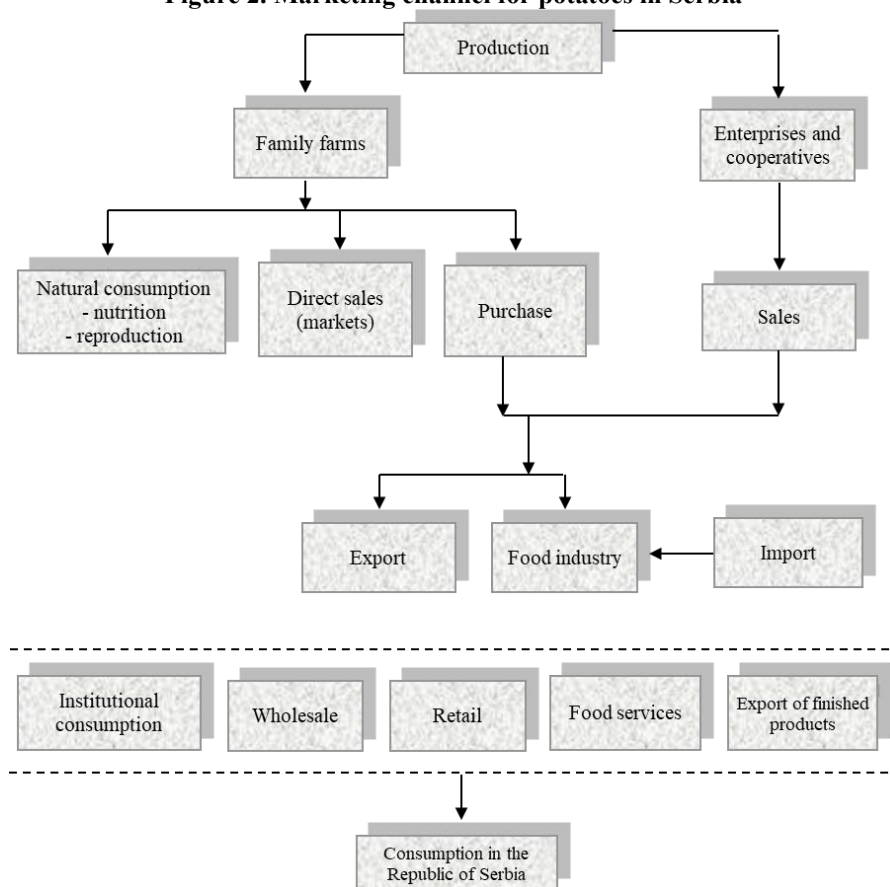 Figure 2. Marketing channel for potatoes in Serbia
Production
Family farms
Enterprises and
cooperatives
Natural consumption
- nutrition
- reproduction
Direct sales
(markets)
Purchase
Sales
Export
Food industry
Import
Institutional
consumption
Wholesale
Retail
Food services
Export of finished
products
Consumption in the
Republic of Serbia